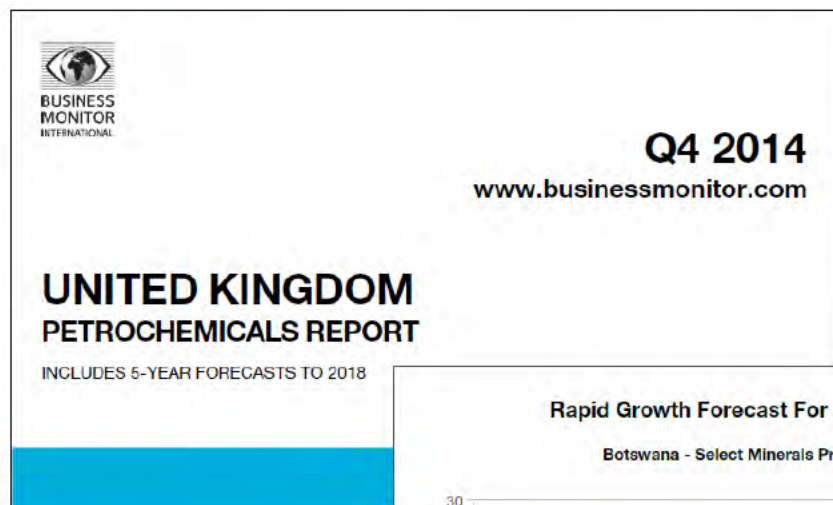 BUSINESS
MONITOR
INTERNATIONAL
Q4 2014
www.businessmonitor.com
UNITED KINGDOM
PETROCHEMICALS REPORT
INCLUDES 5-YEAR FORECASTS TO 2018
Rapid Growth Forecast For
Botswana - Select Minerals Pr
30